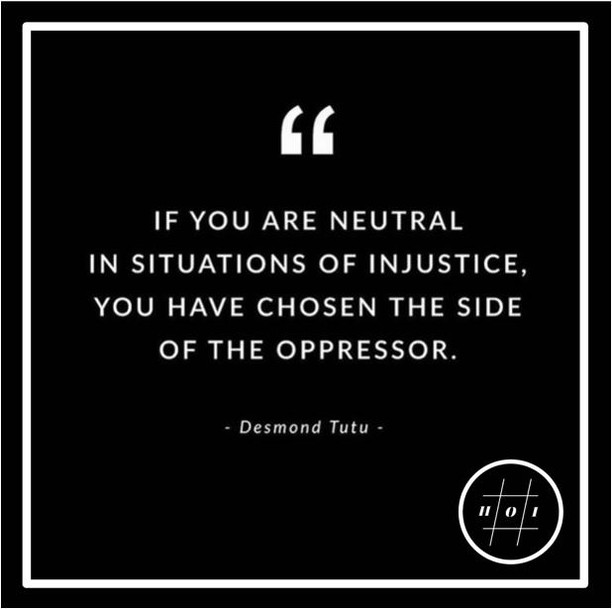 “
IF YOU ARE NEUTRAL
IN SITUATIONS OF INJUSTICE,
YOU HAVE CHOSEN THE SIDE
OF THE OPPRESSOR.
- Desmond Tutu -
H O I